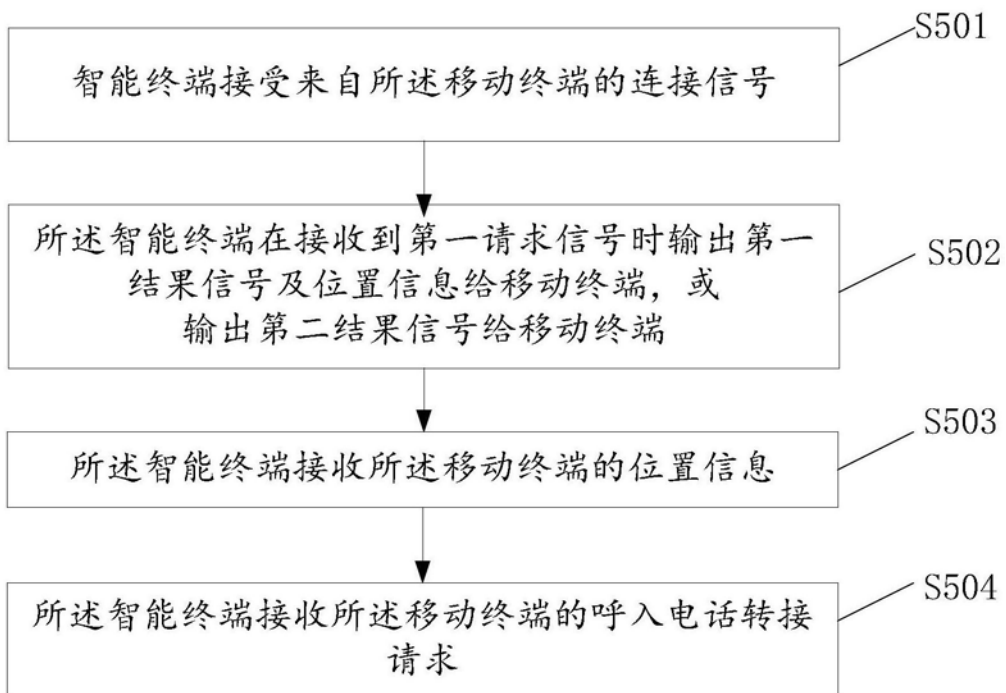 S501
智能终端接受来自所述移动终端的连接信号
所述智能终端在接收到第一请求信号时输出第一
结果信号及位置信息给移动终端，或
输出第二结果信号给移动终端
S502
S503
所述智能终端接收所述移动终端的位置信息
S504
所述智能终端接收所述移动终端的呼入电话转接
请求